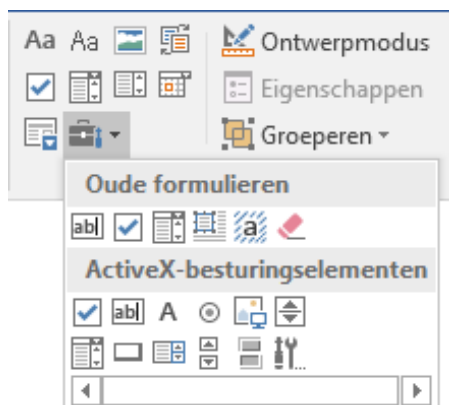 Aa Aa Ontwerpmodus
Eigenschappen
Groeperen
Oude formulieren
abl a
ActiveX-besturingselementen
abl A